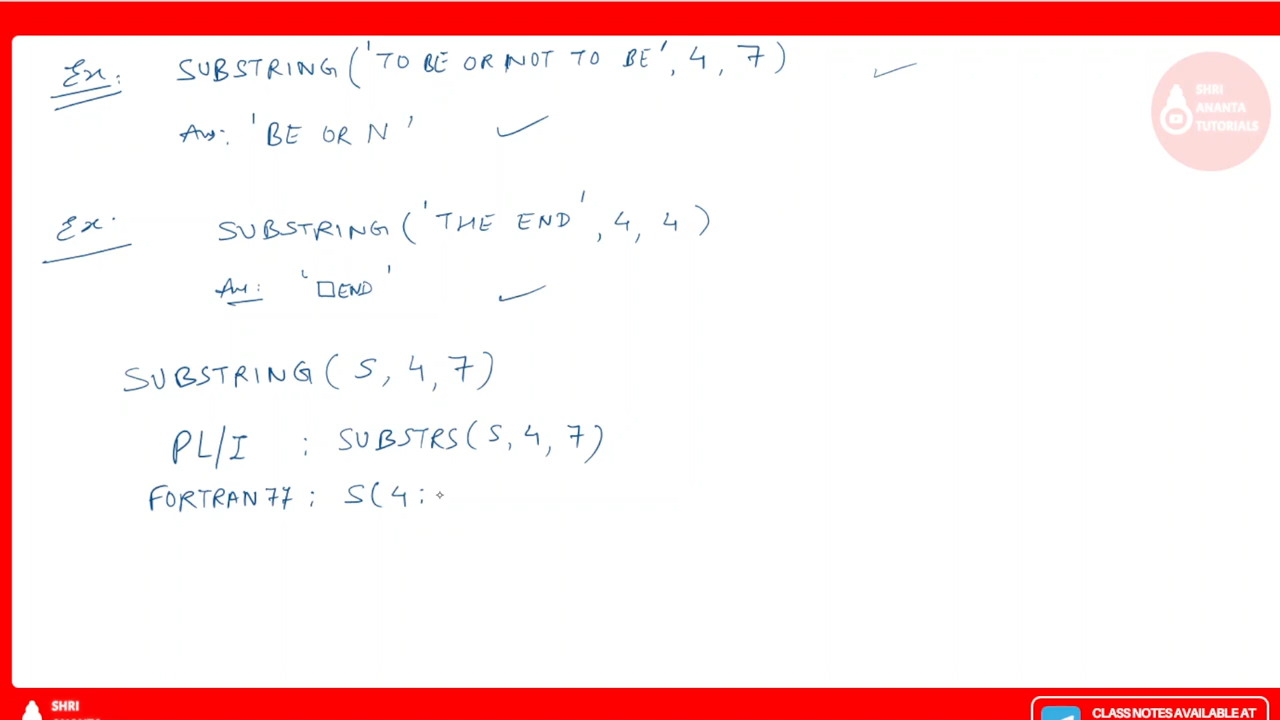 Ex: SUBSTRING('TO BE OR NOT TO BE', 4, 7)
Ans: 'BE OR N'
Ex: SUBSTRING('THE END', 4, 4)
Ans: '□END'
SUBSTRING(S, 4, 7)
PL/I : SUBSTRS(S, 4, 7)
FORTRAN77 : S(4 :
SHRI
ANANTA
TUTORIALS
SHRI
CLASS NOTES AVAILABLE AT